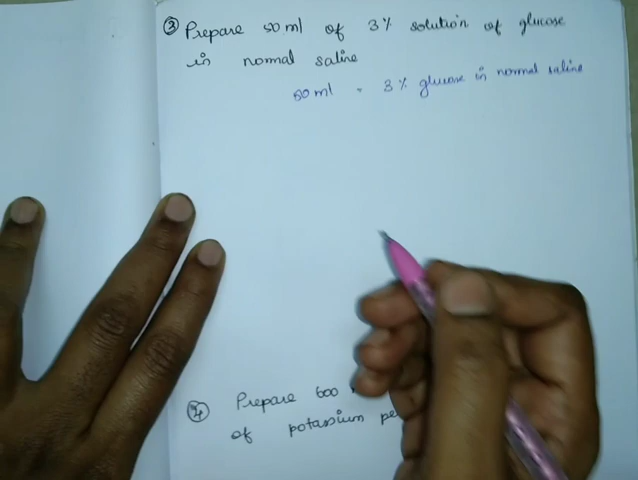 ③ Prepare 50 ml of 3% solution of glucose
in normal saline
50 ml - 3% glucose in normal saline
④ Prepare 600
of potassium pe